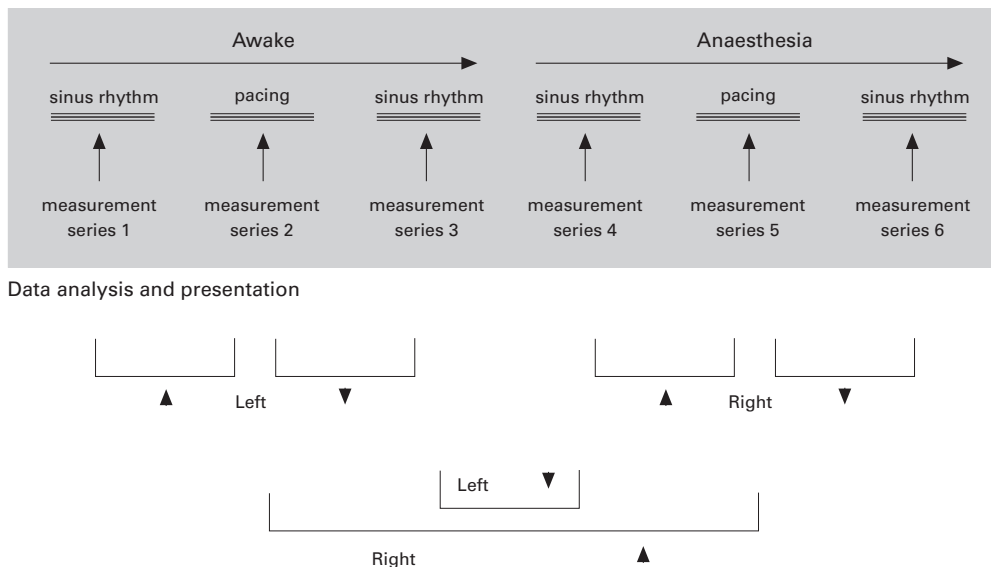 Awake Anaesthesia
sinus rhythm pacing sinus rhythm sinus rhythm pacing sinus rhythm
measurement measurement measurement measurement measurement measurement
series 1 series 2 series 3 series 4 series 5 series 6
Data analysis and presentation
Left Right
Left
Right